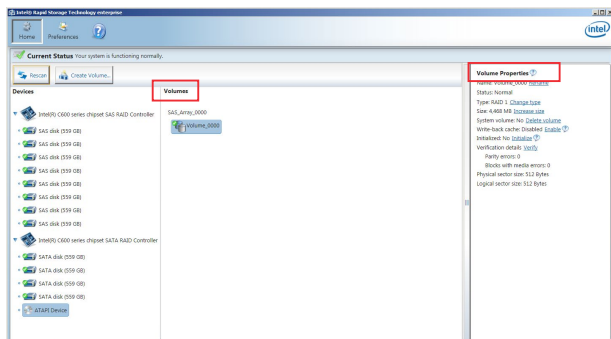 Intel® Rapid Storage Technology enterprise
Home
Preferences
?
intel
Current Status Your system is functioning normally.
Rescan
Create Volume...
Devices
Intel(R) C600 series chipset SAS RAID Controller
SAS disk (559 GB)
SAS disk (559 GB)
SAS disk (559 GB)
SAS disk (559 GB)
SAS disk (559 GB)
SAS disk (559 GB)
SAS disk (559 GB)
SAS disk (559 GB)
Intel(R) C600 series chipset SATA RAID Controller
SATA disk (559 GB)
SATA disk (559 GB)
SATA disk (559 GB)
SATA disk (559 GB)
ATAPI Device
Volumes
SAS_Array_0000
Volume_0000
Volume Properties ?
Name: Volume_0000 Rename
Status: Normal
Type: RAID 1 Change type
Size: 4,468 MB Increase size
System volume: No Delete volume
Write-back cache: Disabled Enable ?
Initialized: No Initialize ?
Verification details Verify
Parity errors: 0
Blocks with media errors: 0
Physical sector size: 512 Bytes
Logical sector size: 512 Bytes